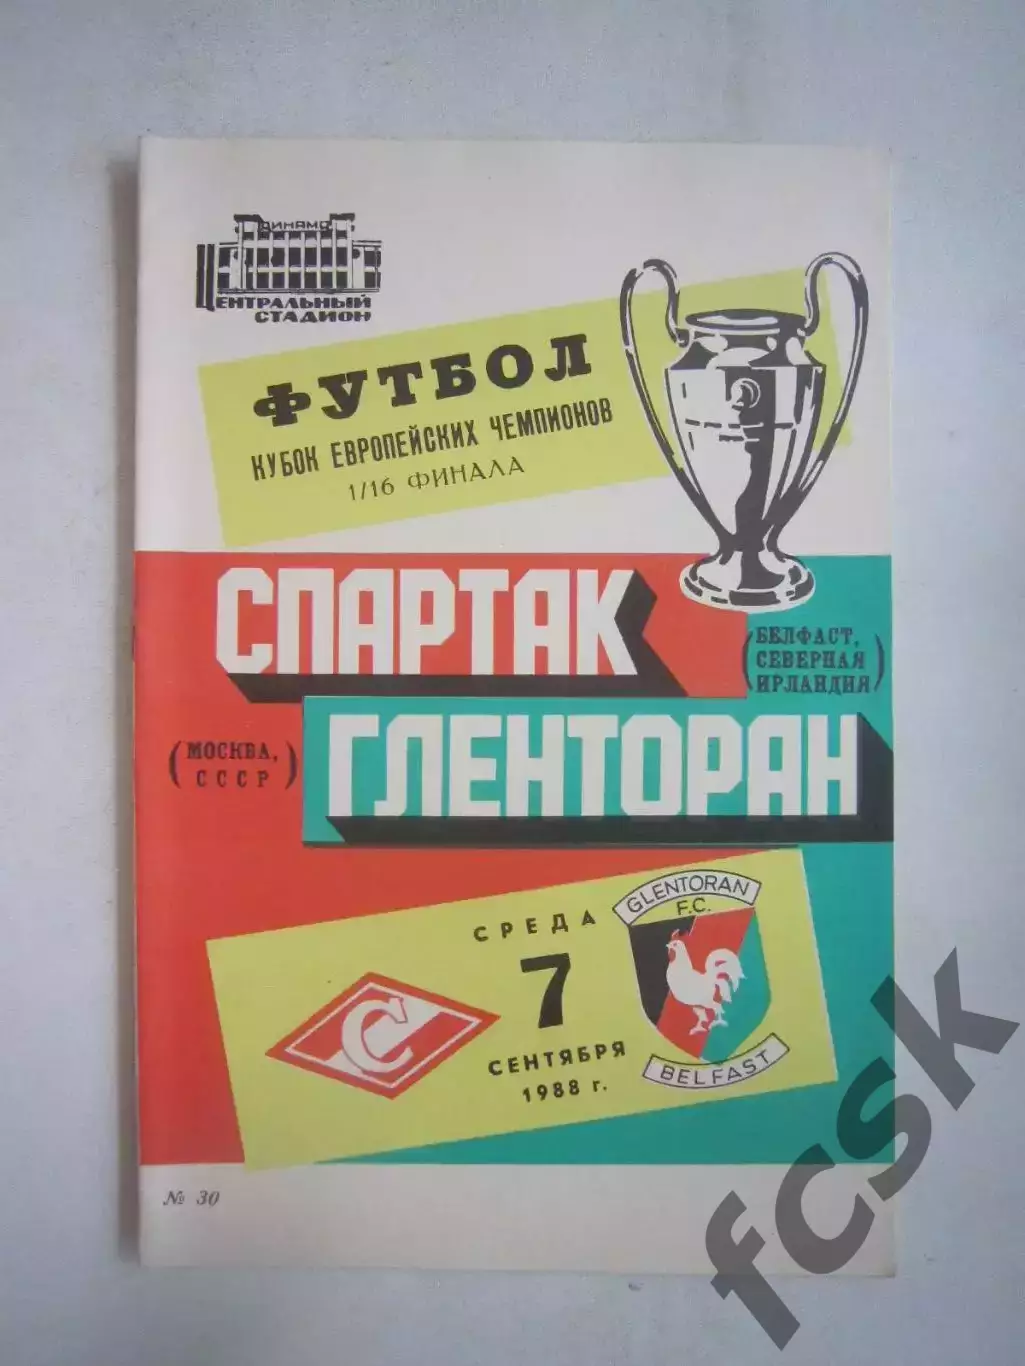 ДИНАМО
ЦЕНТРАЛЬНЫЙ
СТАДИОН
ФУТБОЛ
КУБОК ЕВРОПЕЙСКИХ ЧЕМПИОНОВ
1/16 ФИНАЛА
СПАРТАК
(БЕЛФАСТ,
СЕВЕРНАЯ
ИРЛАНДИЯ)
(МОСКВА,
СССР)
ГЛЕНТОРАН
СРЕДА
7
СЕНТЯБРЯ
1988 г.
С
GLENTORAN
F.C.
BELFAST
№ 30
fcsk